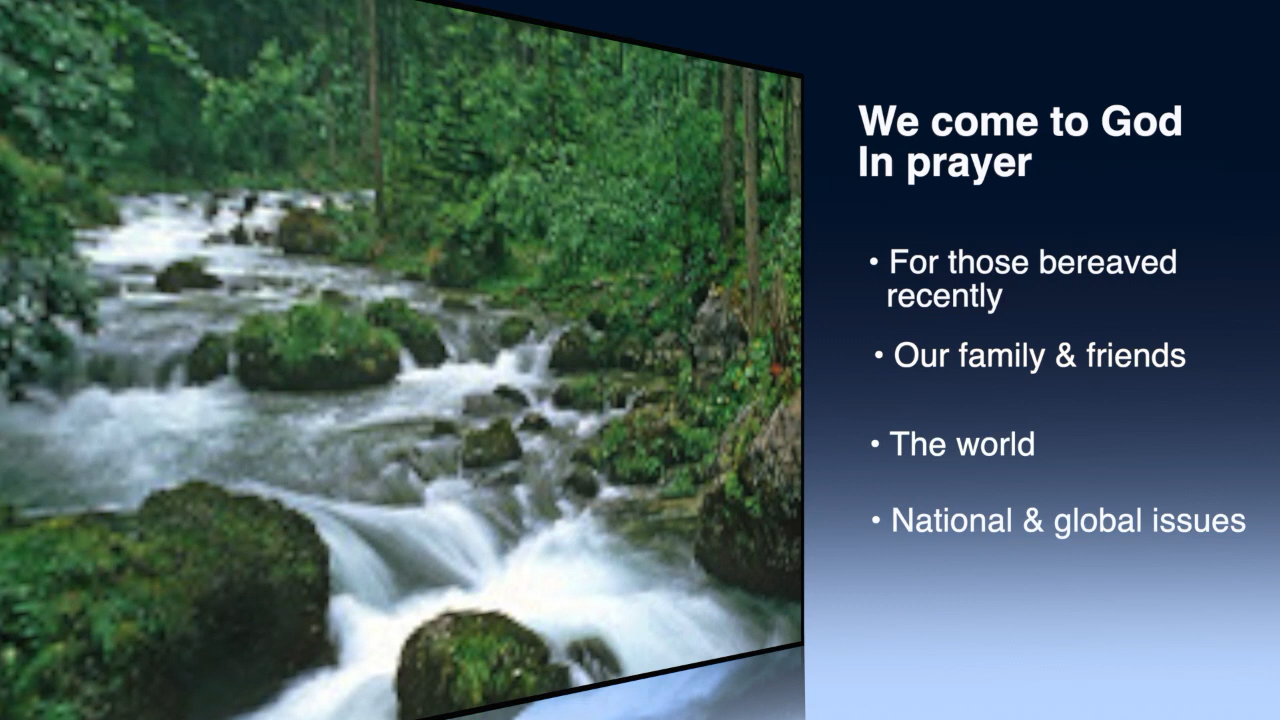 We come to God
In prayer
• For those bereaved
recently
• Our family & friends
• The world
• National & global issues